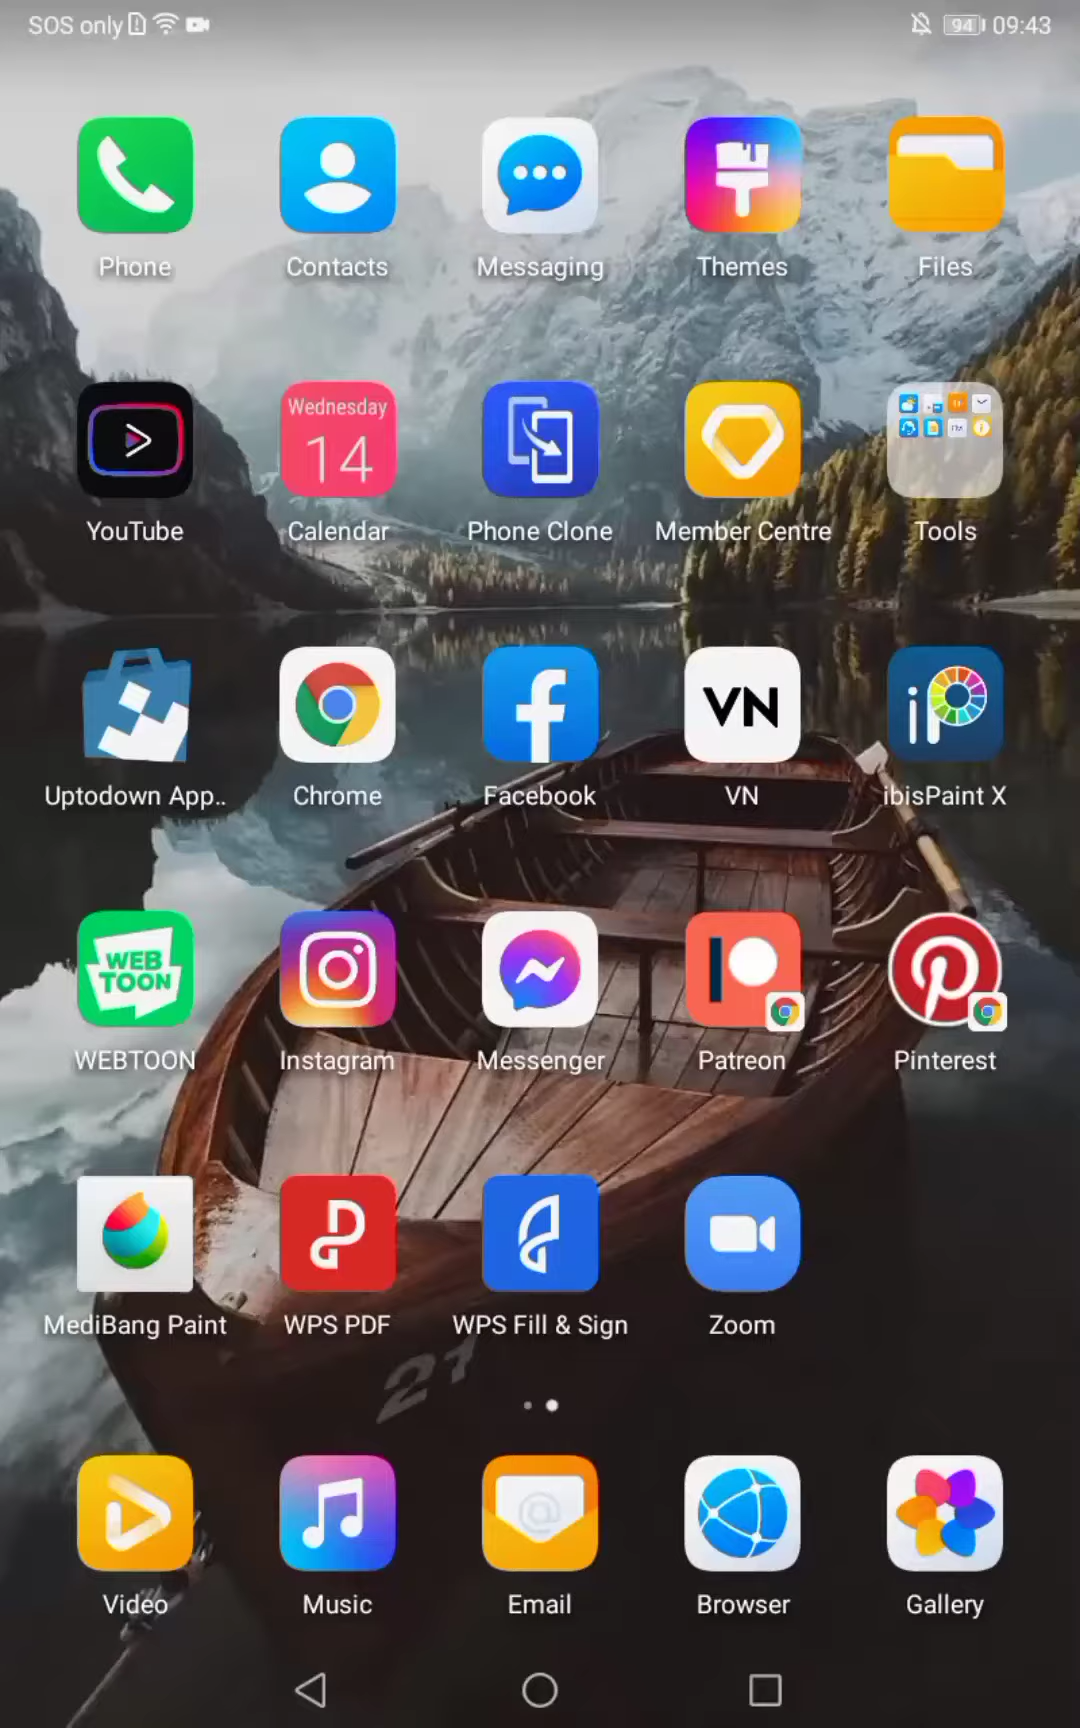 SOS only 94 09:43
Phone Contacts Messaging Themes Files
Wednesday
14
YouTube Calendar Phone Clone Member Centre Tools
VN iP
Uptodown App.. Chrome Facebook VN ibisPaint X
WEB
TOON
WEBTOON Instagram Messenger Patreon Pinterest
MediBang Paint WPS PDF WPS Fill & Sign Zoom
21
@
Video Music Email Browser Gallery